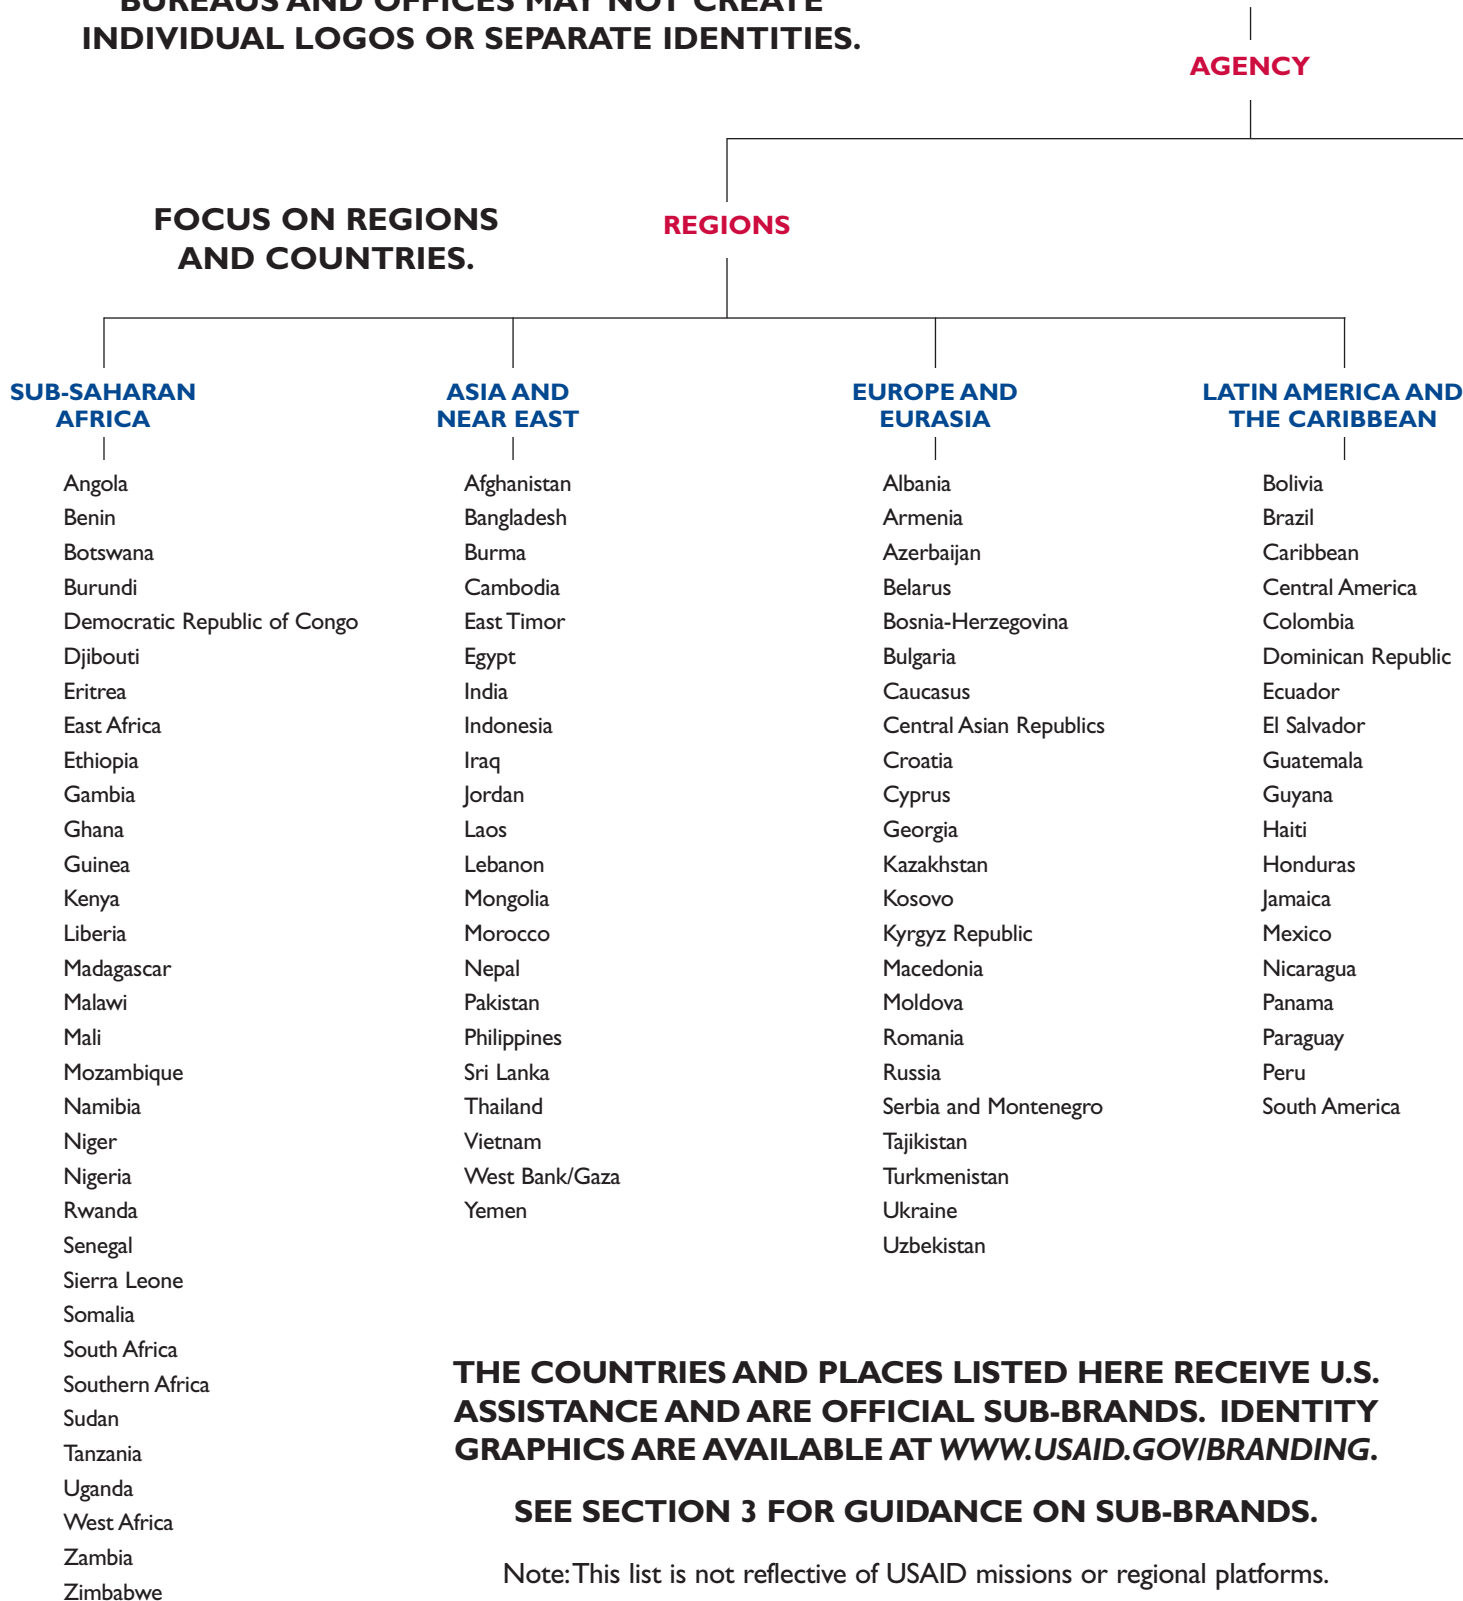 BUREAUS AND OFFICES MAY NOT CREATE
INDIVIDUAL LOGOS OR SEPARATE IDENTITIES.
AGENCY
FOCUS ON REGIONS
AND COUNTRIES.
REGIONS
SUB-SAHARAN
AFRICA
Angola
Benin
Botswana
Burundi
Democratic Republic of Congo
Djibouti
Eritrea
East Africa
Ethiopia
Gambia
Ghana
Guinea
Kenya
Liberia
Madagascar
Malawi
Mali
Mozambique
Namibia
Niger
Nigeria
Rwanda
Senegal
Sierra Leone
Somalia
South Africa
Southern Africa
Sudan
Tanzania
Uganda
West Africa
Zambia
Zimbabwe
ASIA AND
NEAR EAST
Afghanistan
Bangladesh
Burma
Cambodia
East Timor
Egypt
India
Indonesia
Iraq
Jordan
Laos
Lebanon
Mongolia
Morocco
Nepal
Pakistan
Philippines
Sri Lanka
Thailand
Vietnam
West Bank/Gaza
Yemen
EUROPE AND
EURASIA
Albania
Armenia
Azerbaijan
Belarus
Bosnia-Herzegovina
Bulgaria
Caucasus
Central Asian Republics
Croatia
Cyprus
Georgia
Kazakhstan
Kosovo
Kyrgyz Republic
Macedonia
Moldova
Romania
Russia
Serbia and Montenegro
Tajikistan
Turkmenistan
Ukraine
Uzbekistan
LATIN AMERICA AND
THE CARIBBEAN
Bolivia
Brazil
Caribbean
Central America
Colombia
Dominican Republic
Ecuador
El Salvador
Guatemala
Guyana
Haiti
Honduras
Jamaica
Mexico
Nicaragua
Panama
Paraguay
Peru
South America
THE COUNTRIES AND PLACES LISTED HERE RECEIVE U.S.
ASSISTANCE AND ARE OFFICIAL SUB-BRANDS. IDENTITY
GRAPHICS ARE AVAILABLE AT WWW.USAID.GOV/BRANDING.
SEE SECTION 3 FOR GUIDANCE ON SUB-BRANDS.
Note: This list is not reflective of USAID missions or regional platforms.